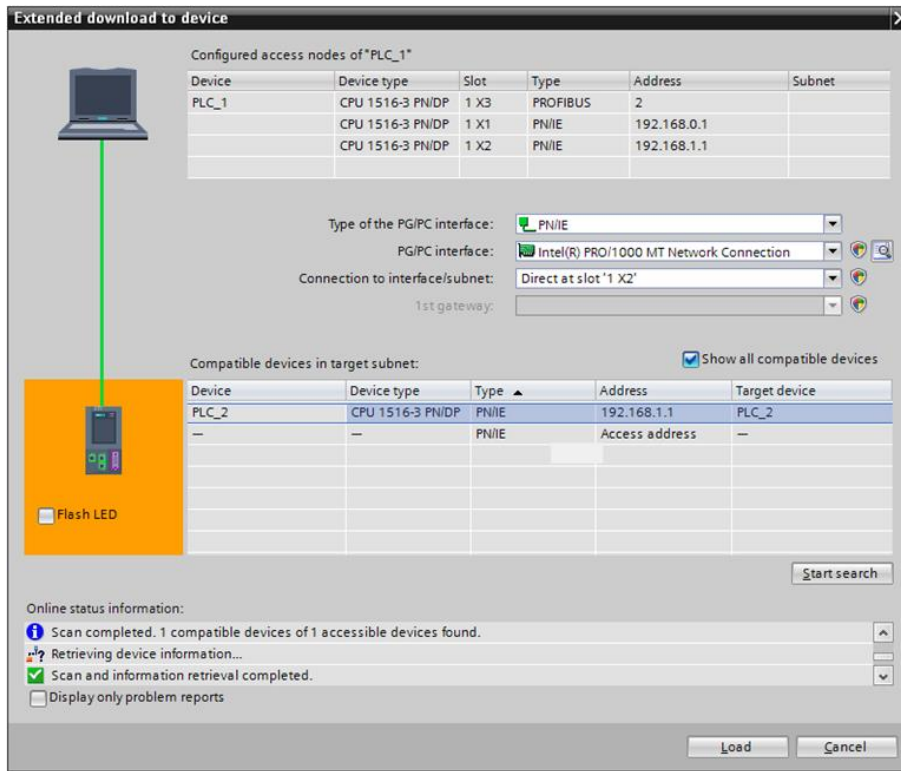 Extended download to device
Configured access nodes of "PLC_1"
Device Device type Slot Type Address Subnet
PLC_1 CPU 1516-3 PN/DP 1 X3 PROFIBUS 2
CPU 1516-3 PN/DP 1 X1 PN/IE 192.168.0.1
CPU 1516-3 PN/DP 1 X2 PN/IE 192.168.1.1
Type of the PG/PC interface: PN/IE
PG/PC interface: Intel(R) PRO/1000 MT Network Connection
Connection to interface/subnet: Direct at slot '1 X2'
1st gateway:
Compatible devices in target subnet: Show all compatible devices
Device Device type Type Address Target device
PLC_2 CPU 1516-3 PN/DP PN/IE 192.168.1.1 PLC_2
— — PN/IE Access address —
Flash LED
Start search
Online status information:
Scan completed. 1 compatible devices of 1 accessible devices found.
Retrieving device information...
Scan and information retrieval completed.
Display only problem reports
Load Cancel